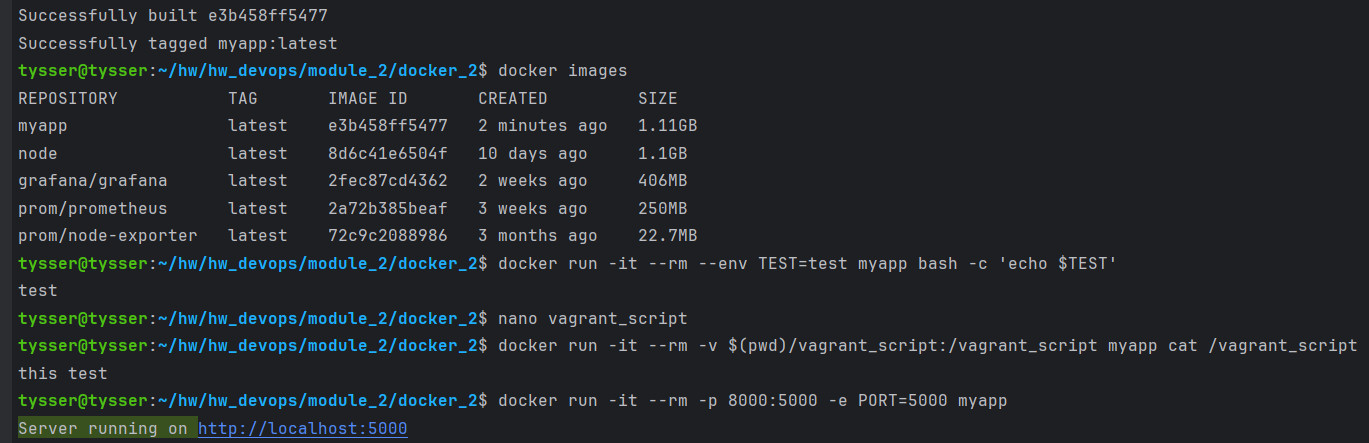 Successfully built e3b458ff5477
Successfully tagged myapp:latest
tysser@tysser:~/hw/hw_devops/module_2/docker_2$ docker images
REPOSITORY           TAG       IMAGE ID       CREATED         SIZE
myapp                latest    e3b458ff5477   2 minutes ago   1.11GB
node                 latest    8d6c41e6504f   10 days ago     1.1GB
grafana/grafana      latest    2fec87cd4362   2 weeks ago     406MB
prom/prometheus      latest    2a72b385beaf   3 weeks ago     250MB
prom/node-exporter   latest    72c9c2088986   3 months ago    22.7MB
tysser@tysser:~/hw/hw_devops/module_2/docker_2$ docker run -it --rm --env TEST=test myapp bash -c 'echo $TEST'
test
tysser@tysser:~/hw/hw_devops/module_2/docker_2$ nano vagrant_script
tysser@tysser:~/hw/hw_devops/module_2/docker_2$ docker run -it --rm -v $(pwd)/vagrant_script:/vagrant_script myapp cat /vagrant_script
this test
tysser@tysser:~/hw/hw_devops/module_2/docker_2$ docker run -it --rm -p 8000:5000 -e PORT=5000 myapp
Server running on http://localhost:5000